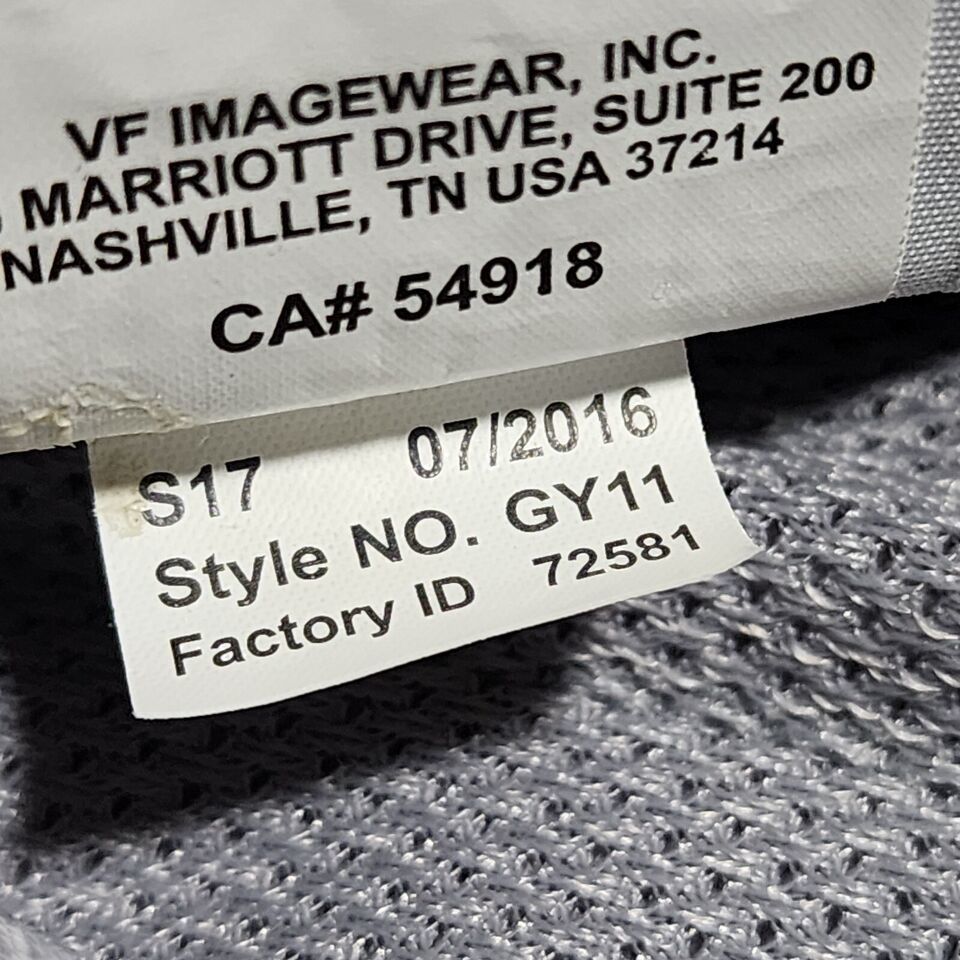 VF IMAGEWEAR, INC.
MARRIOTT DRIVE, SUITE 200
NASHVILLE, TN USA 37214
CA# 54918
S17 07/2016
Style NO. GY11
Factory ID 72581